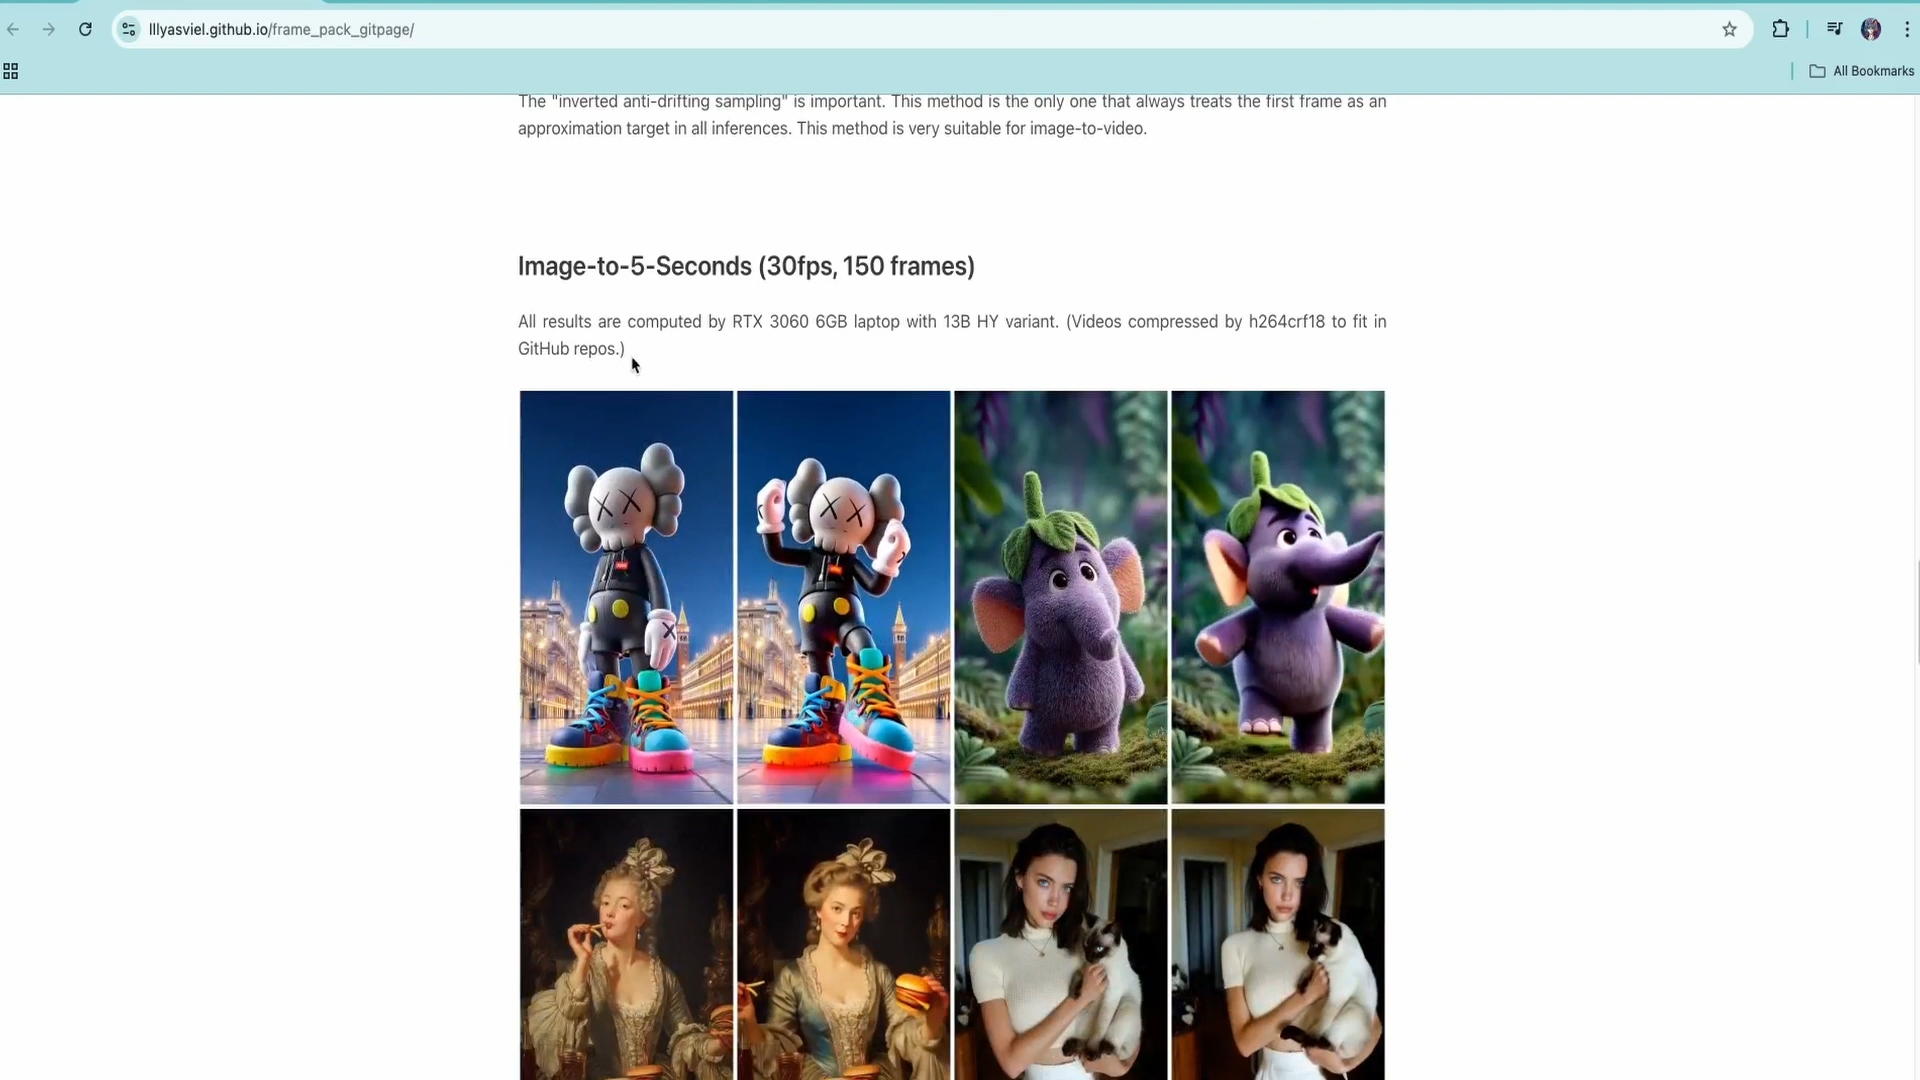 lllyasviel.github.io/frame_pack_gitpage/
All Bookmarks
The "inverted anti-drifting sampling" is important. This method is the only one that always treats the first frame as an
approximation target in all inferences. This method is very suitable for image-to-video.
Image-to-5-Seconds (30fps, 150 frames)
All results are computed by RTX 3060 6GB laptop with 13B HY variant. (Videos compressed by h264crf18 to fit in
GitHub repos.)